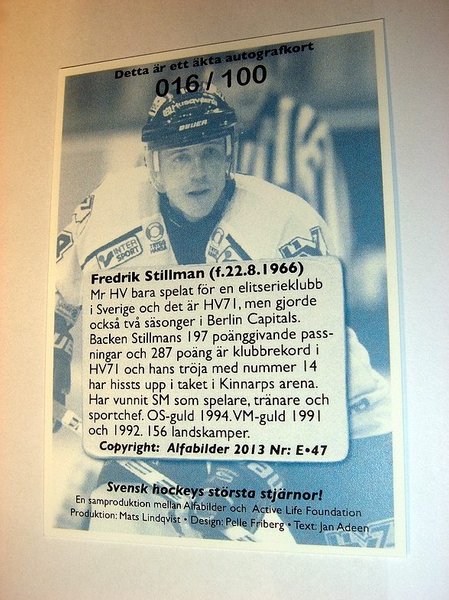 Detta är ett äkta autografkort
016 / 100
Husqvarna
BAUER
INTER
SPORT
Fredrik Stillman (f.22.8.1966)
Mr HV bara spelat för en elitserieklubb
i Sverige och det är HV71, men gjorde
också två säsonger i Berlin Capitals.
Backen Stillmans 197 poänggivande pass-
ningar och 287 poäng är klubbrekord i
HV71 och hans tröja med nummer 14
har hissts upp i taket i Kinnarps arena.
Har vunnit SM som spelare, tränare och
sportchef. OS-guld 1994. VM-guld 1991
och 1992. 156 landskamper.
Copyright: Alfabilder 2013 Nr: E•47
Svensk hockeys största stjärnor!
En samproduktion mellan Alfabilder och Active Life Foundation
Produktion: Mats Lindqvist • Design: Pelle Friberg • Text: Jan Adeen